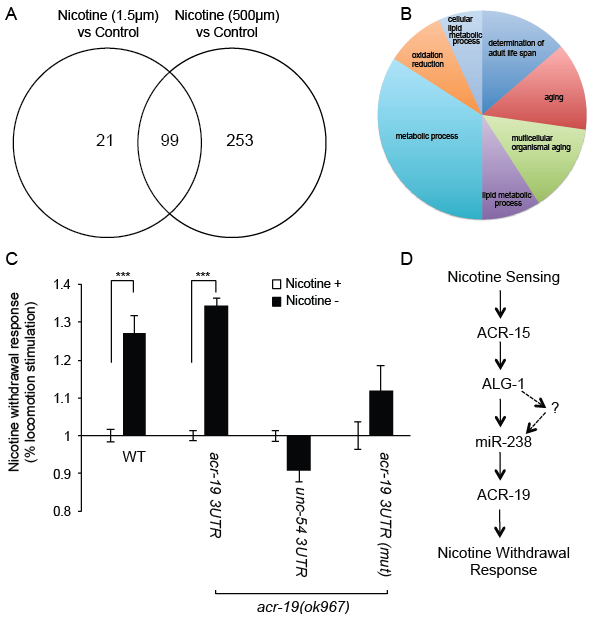 A
Nicotine (1.5µm)
vs Control
Nicotine (500µm)
vs Control
21
99
253
B
cellular
lipid
metabolic
process
determination of
adult life span
oxidation
reduction
aging
metabolic process
multicellular
organismal aging
lipid metabolic
process
C
Nicotine withdrawal response
(% locomotion stimulation)
1.4
1.3
1.2
1.1
1
0.9
0.8
***
***
Nicotine +
Nicotine -
WT
acr-19 3UTR
unc-54 3UTR
acr-19 3UTR (mut)
acr-19(ok967)
D
Nicotine Sensing
ACR-15
ALG-1
?
miR-238
ACR-19
Nicotine Withdrawal
Response